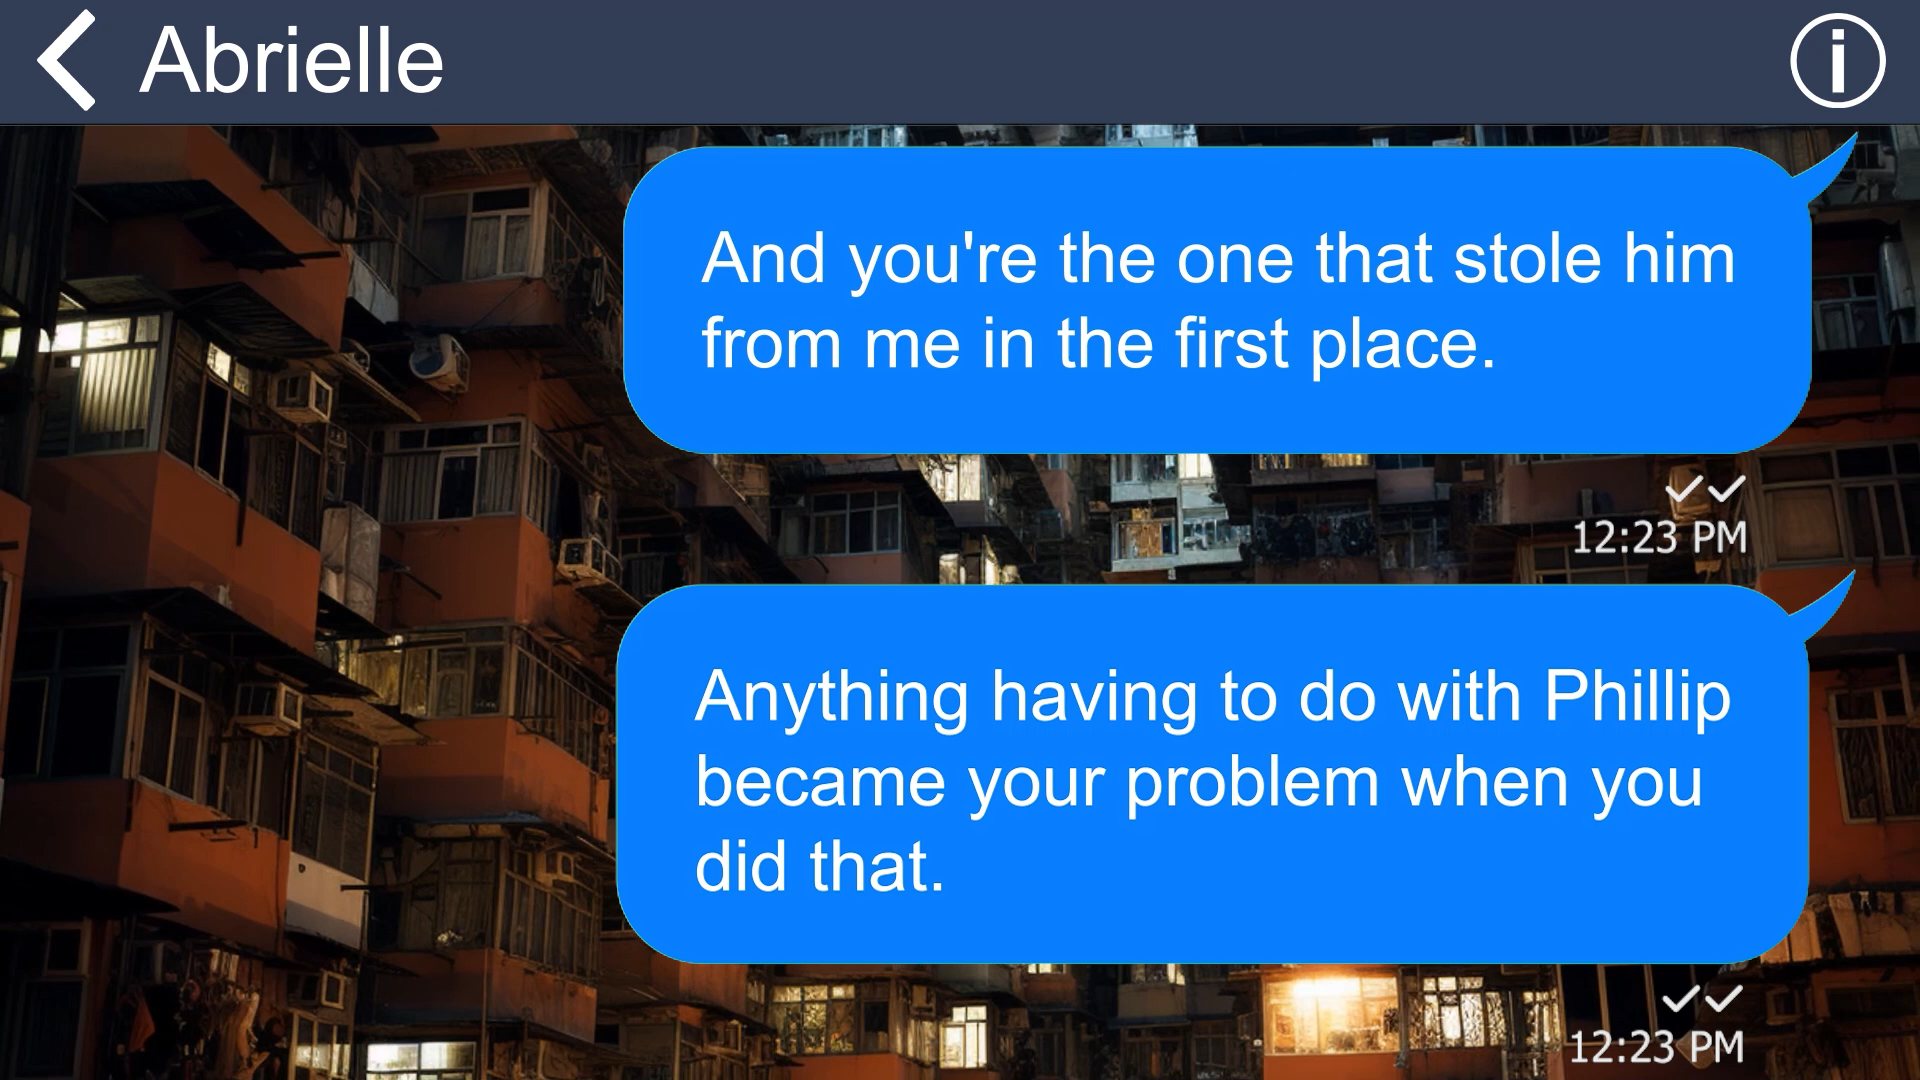 Abrielle
And you're the one that stole him
from me in the first place.
12:23 PM
Anything having to do with Phillip
became your problem when you
did that.
12:23 PM